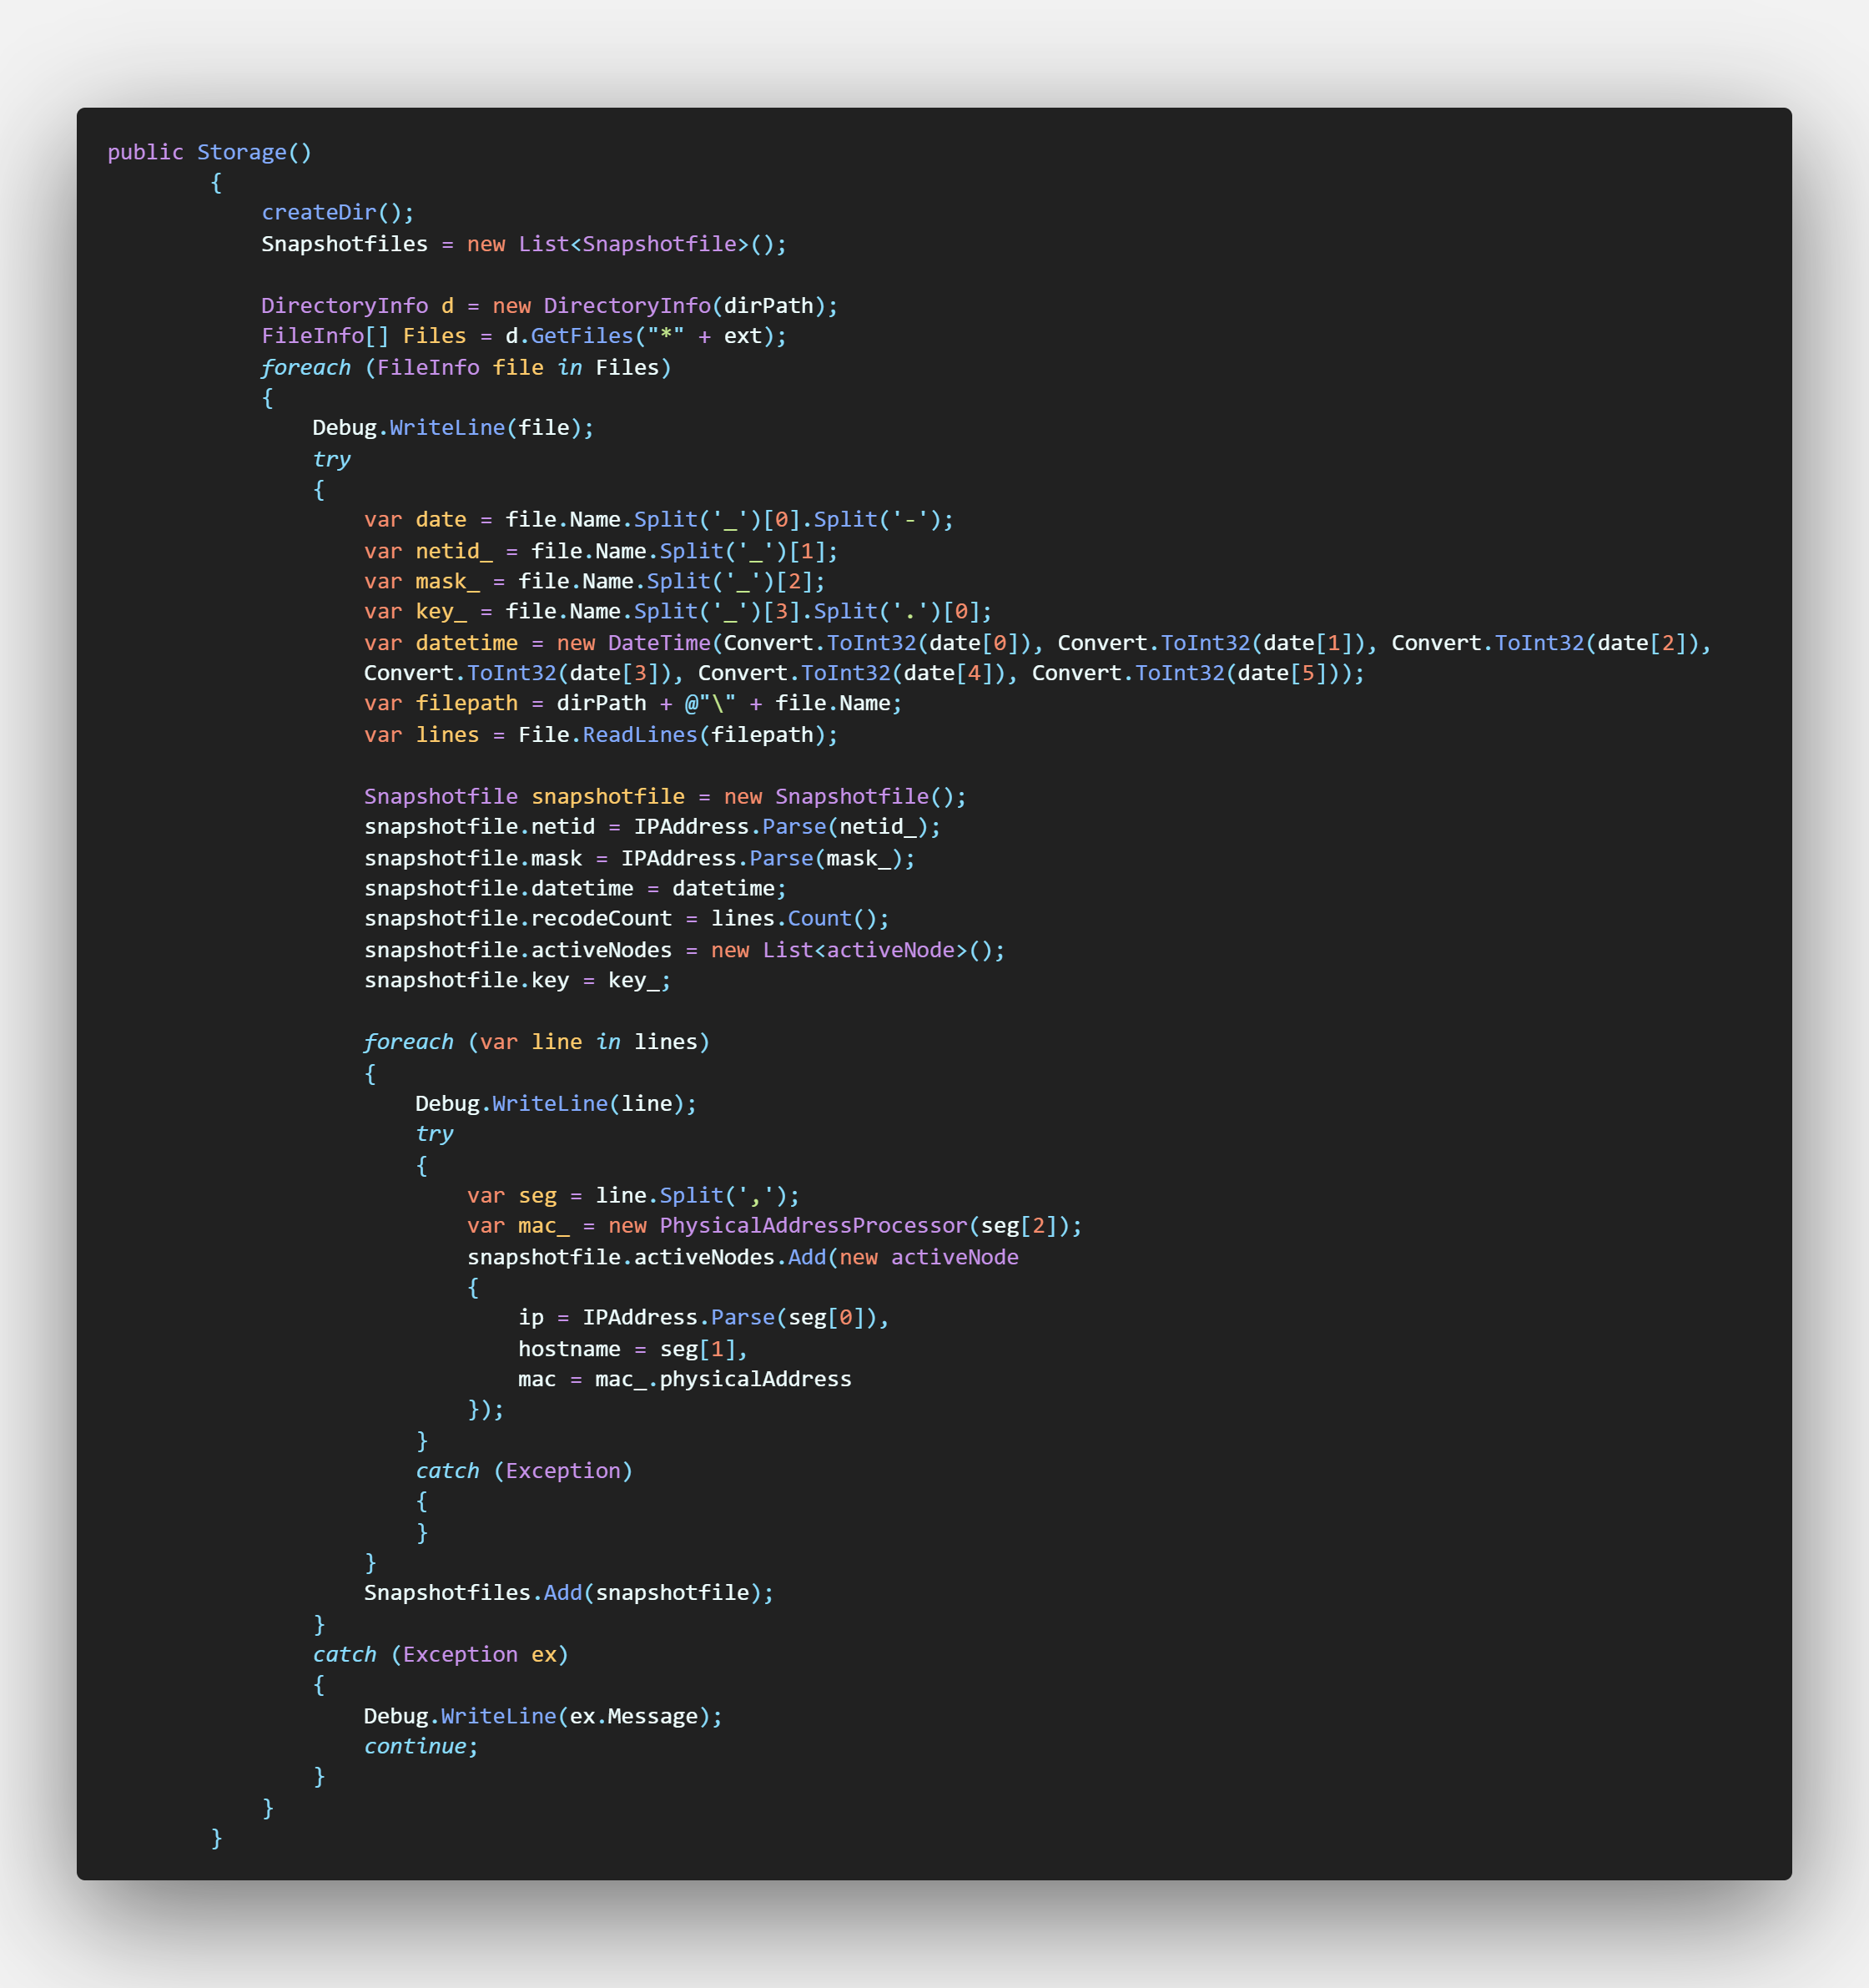 public Storage()
        {
            createDir();
            Snapshotfiles = new List<Snapshotfile>();

            DirectoryInfo d = new DirectoryInfo(dirPath);
            FileInfo[] Files = d.GetFiles("*" + ext);
            foreach (FileInfo file in Files)
            {
                Debug.WriteLine(file);
                try
                {
                    var date = file.Name.Split('_')[0].Split('-');
                    var netid_ = file.Name.Split('_')[1];
                    var mask_ = file.Name.Split('_')[2];
                    var key_ = file.Name.Split('_')[3].Split('.')[0];
                    var datetime = new DateTime(Convert.ToInt32(date[0]), Convert.ToInt32(date[1]), Convert.ToInt32(date[2]),
                    Convert.ToInt32(date[3]), Convert.ToInt32(date[4]), Convert.ToInt32(date[5]));
                    var filepath = dirPath + @"\" + file.Name;
                    var lines = File.ReadLines(filepath);

                    Snapshotfile snapshotfile = new Snapshotfile();
                    snapshotfile.netid = IPAddress.Parse(netid_);
                    snapshotfile.mask = IPAddress.Parse(mask_);
                    snapshotfile.datetime = datetime;
                    snapshotfile.recodeCount = lines.Count();
                    snapshotfile.activeNodes = new List<activeNode>();
                    snapshotfile.key = key_;

                    foreach (var line in lines)
                    {
                        Debug.WriteLine(line);
                        try
                        {
                            var seg = line.Split(',');
                            var mac_ = new PhysicalAddressProcessor(seg[2]);
                            snapshotfile.activeNodes.Add(new activeNode
                            {
                                ip = IPAddress.Parse(seg[0]),
                                hostname = seg[1],
                                mac = mac_.physicalAddress
                            });
                        }
                        catch (Exception)
                        {
                        }
                    }
                    Snapshotfiles.Add(snapshotfile);
                }
                catch (Exception ex)
                {
                    Debug.WriteLine(ex.Message);
                    continue;
                }
            }
        }